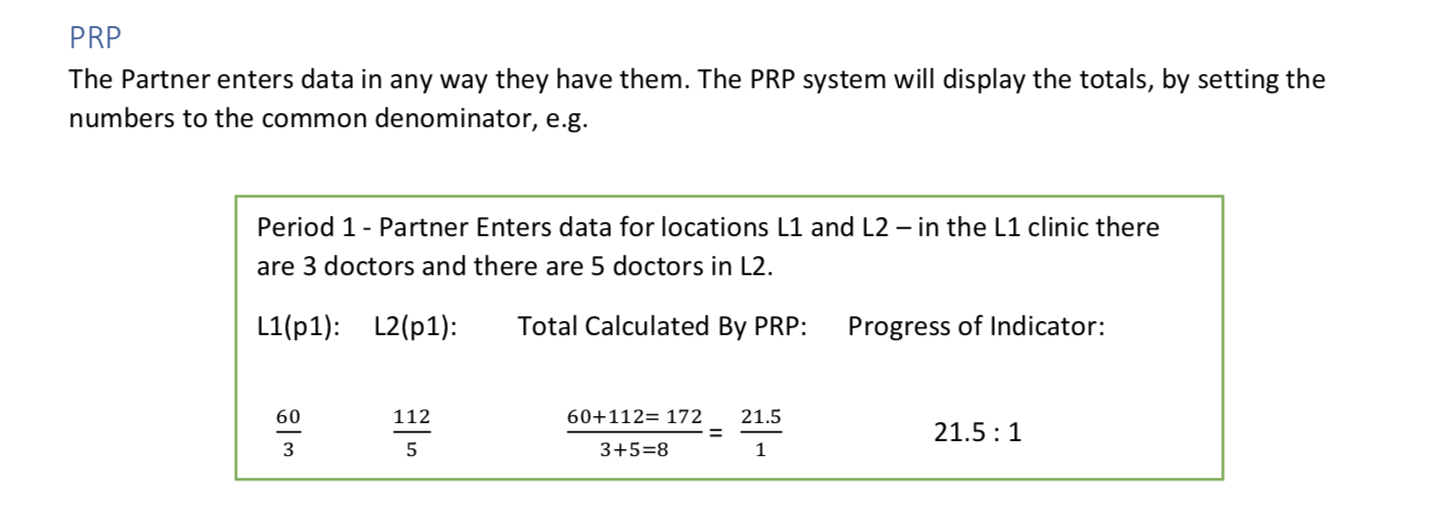 PRP
The Partner enters data in any way they have them. The PRP system will display the totals, by setting the
numbers to the common denominator, e.g.
Period 1 - Partner Enters data for locations L1 and L2 – in the L1 clinic there
are 3 doctors and there are 5 doctors in L2.
L1(p1): L2(p1): Total Calculated By PRP: Progress of Indicator:
60/3 112/5 60+112= 172/3+5=8 = 21.5/1 21.5 : 1